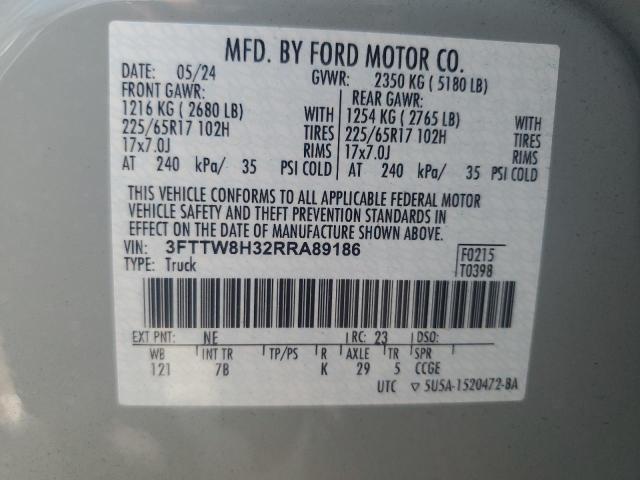 MFD. BY FORD MOTOR CO.
DATE: 05/24 GVWR: 2350 KG ( 5180 LB)
FRONT GAWR: REAR GAWR:
1216 KG ( 2680 LB) WITH 1254 KG ( 2765 LB) WITH
225/65R17 102H TIRES 225/65R17 102H TIRES
17x7.0J RIMS 17x7.0J RIMS
AT 240 kPa/ 35 PSI COLD AT 240 kPa/ 35 PSI COLD
THIS VEHICLE CONFORMS TO ALL APPLICABLE FEDERAL MOTOR
VEHICLE SAFETY AND THEFT PREVENTION STANDARDS IN
EFFECT ON THE DATE OF MANUFACTURE SHOWN ABOVE.
VIN: 3FTTW8H32RRA89186 F0215
TYPE: Truck T0398
EXT PNT: NE RC: 23 DSO:
WB INT TR TP/PS R AXLE TR SPR
121 7B K 29 5 CCGE
UTC ▽ 5U5A-1520472-BA